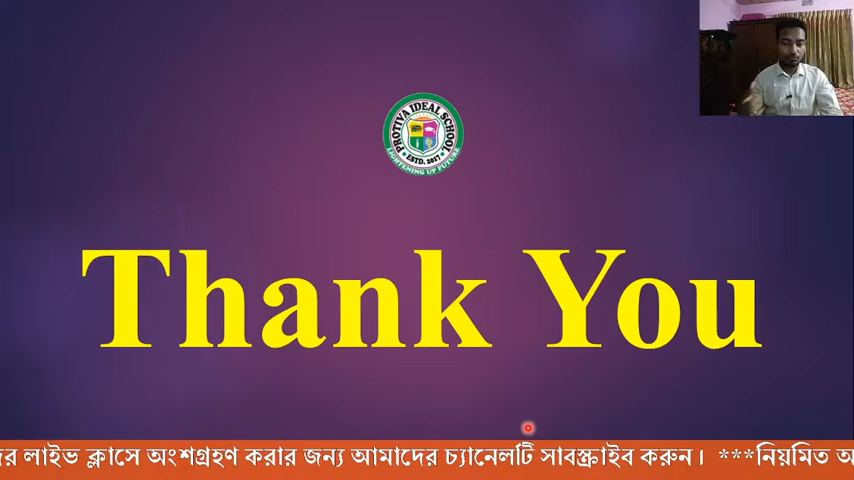 PROTIVA IDEAL SCHOOL
ESTD. 2017
LIGHTENING UP FUTURE
Thank You
লাইভ ক্লাসে অংশগ্রহণ করার জন্য আমাদের চ্যানেলটি সাবস্ক্রাইব করুন। ***নিয়মিত